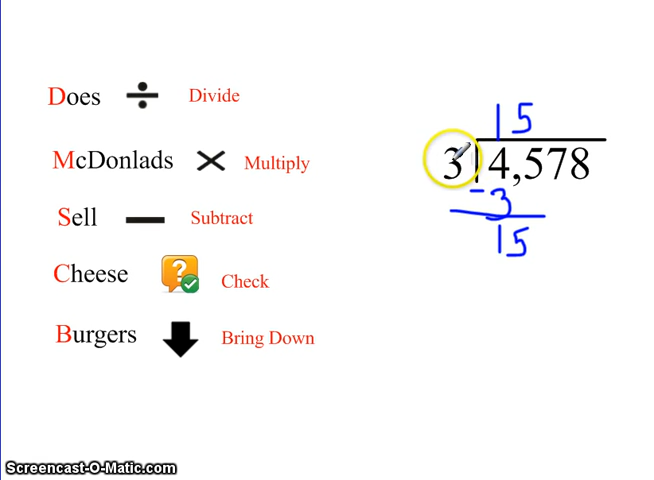 Does ÷ Divide
McDonlads × Multiply
Sell — Subtract
Cheese ? Check
Burgers Bring Down
15
3 4,578
-3
15
Screencast-O-Matic.com